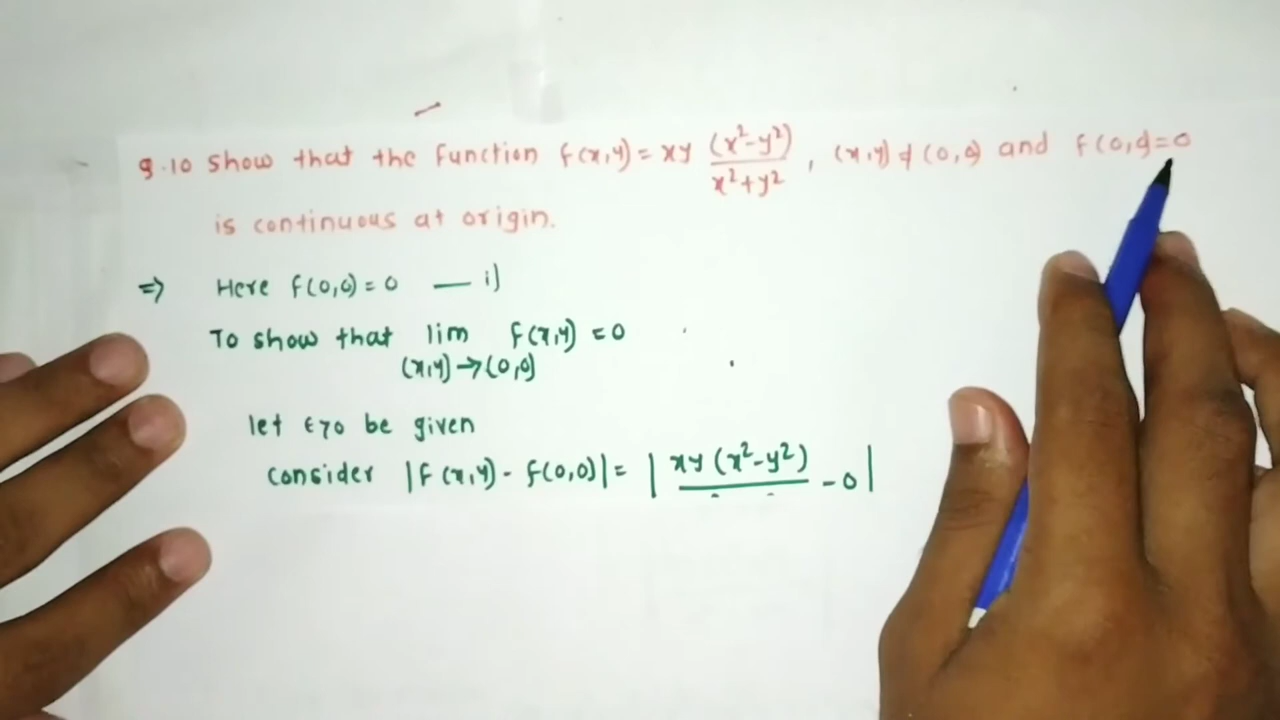 9.10 Show that the function f(x,y) = xy (x²-y²)/(x²+y²), (x,y) ≠ (0,0) and f(0,0)=0
is continuous at origin.
⇒ Here f(0,0) = 0 — i)
To show that lim f(x,y) = 0
(x,y)→(0,0)
let ε>0 be given
consider |f(x,y) - f(0,0)| = | xy (x²-y²) - 0|